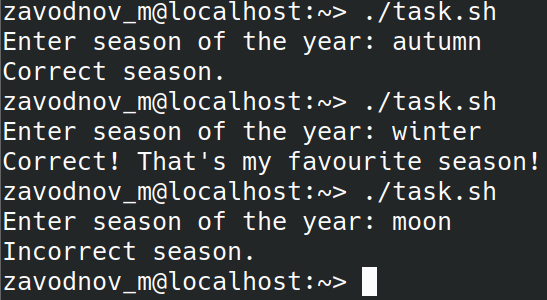 zavodnov_m@localhost:~> ./task.sh
Enter season of the year: autumn
Correct season.
zavodnov_m@localhost:~> ./task.sh
Enter season of the year: winter
Correct! That's my favourite season!
zavodnov_m@localhost:~> ./task.sh
Enter season of the year: moon
Incorrect season.
zavodnov_m@localhost:~>